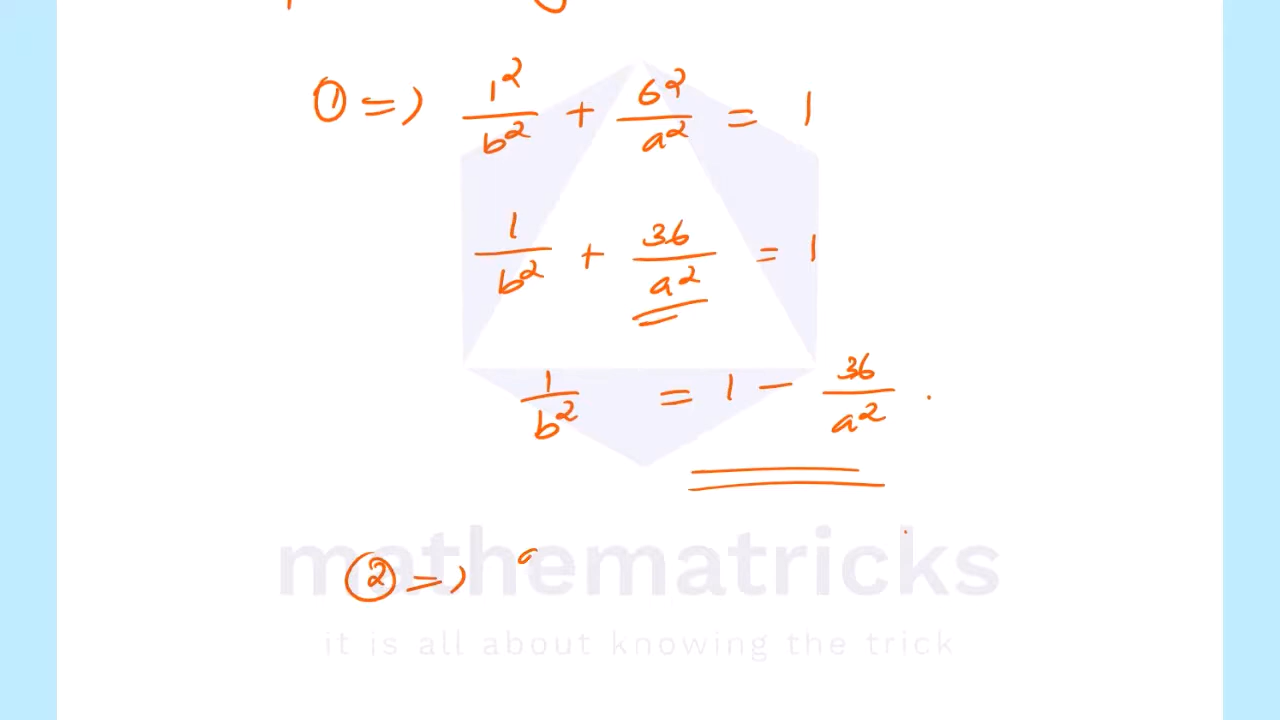 ① => 1²/b² + 6²/a² = 1
1/b² + 36/a² = 1
1/b² = 1 - 36/a² .
② => a
mathematricks
it is all about knowing the trick